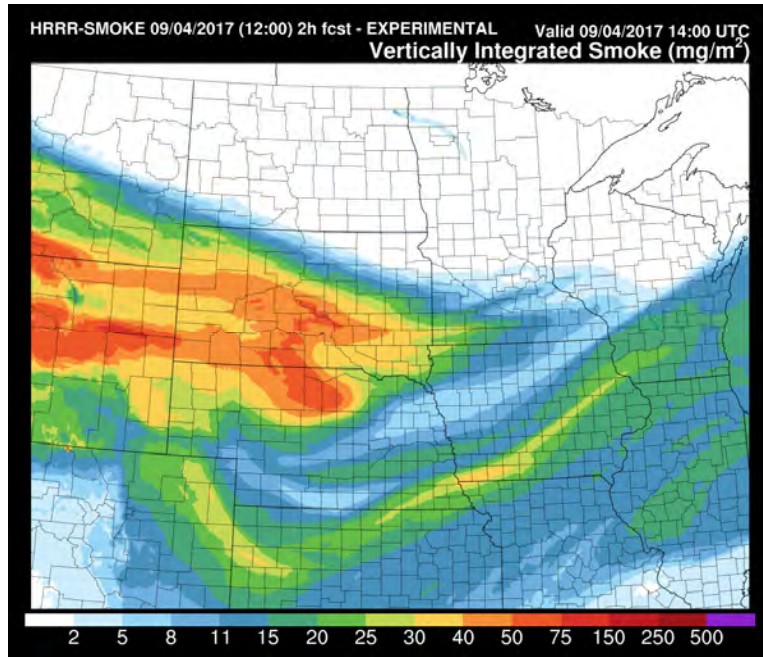 HRRR-SMOKE 09/04/2017 (12:00) 2h fcst - EXPERIMENTAL Valid 09/04/2017 14:00 UTC
Vertically Integrated Smoke (mg/m²)
2 5 8 11 15 20 25 30 40 50 75 150 250 500